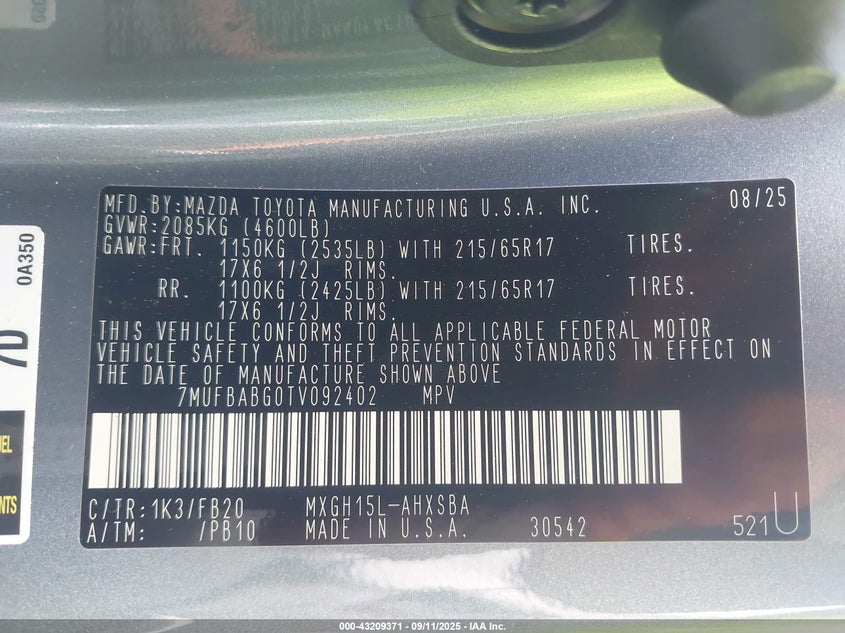 MFD.BY:MAZDA TOYOTA MANUFACTURING U.S.A. INC. 08/25
GVWR:2085KG (4600LB)
GAWR:FRT. 1150KG (2535LB) WITH 215/65R17 TIRES.
17X6 1/2J RIMS.
RR. 1100KG (2425LB) WITH 215/65R17 TIRES.
17X6 1/2J RIMS.
THIS VEHICLE CONFORMS TO ALL APPLICABLE FEDERAL MOTOR
VEHICLE SAFETY AND THEFT PREVENTION STANDARDS IN EFFECT ON
THE DATE OF MANUFACTURE SHOWN ABOVE
7MUFBABG0TV092402 MPV
C/TR:1K3/FB20 MXGH15L-AHXSBA
A/TM: /PB10 MADE IN U.S.A. 30542 521U
0A350
7D
000-43209371 - 09/11/2025 - IAA Inc.